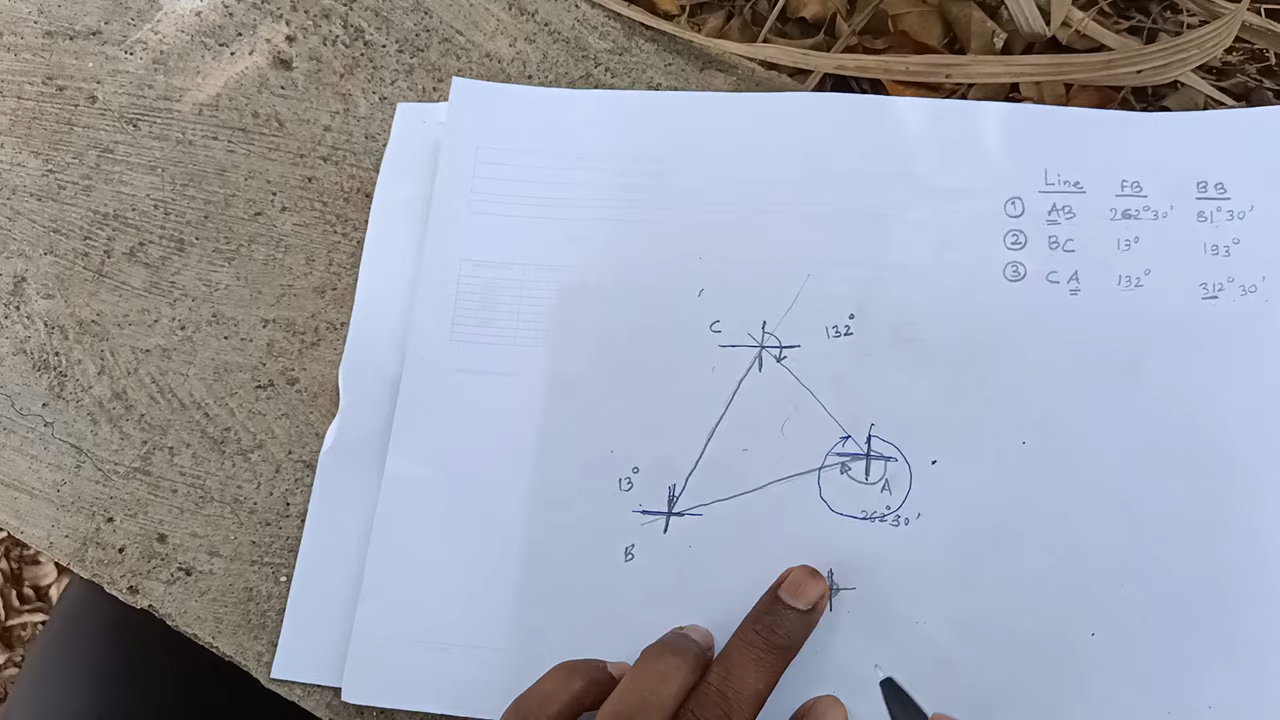 Line FB BB
① AB 262°30' 81°30'
② BC 13° 193°
③ CA 132° 312°30'
C 132°
13° A
262°30'
B